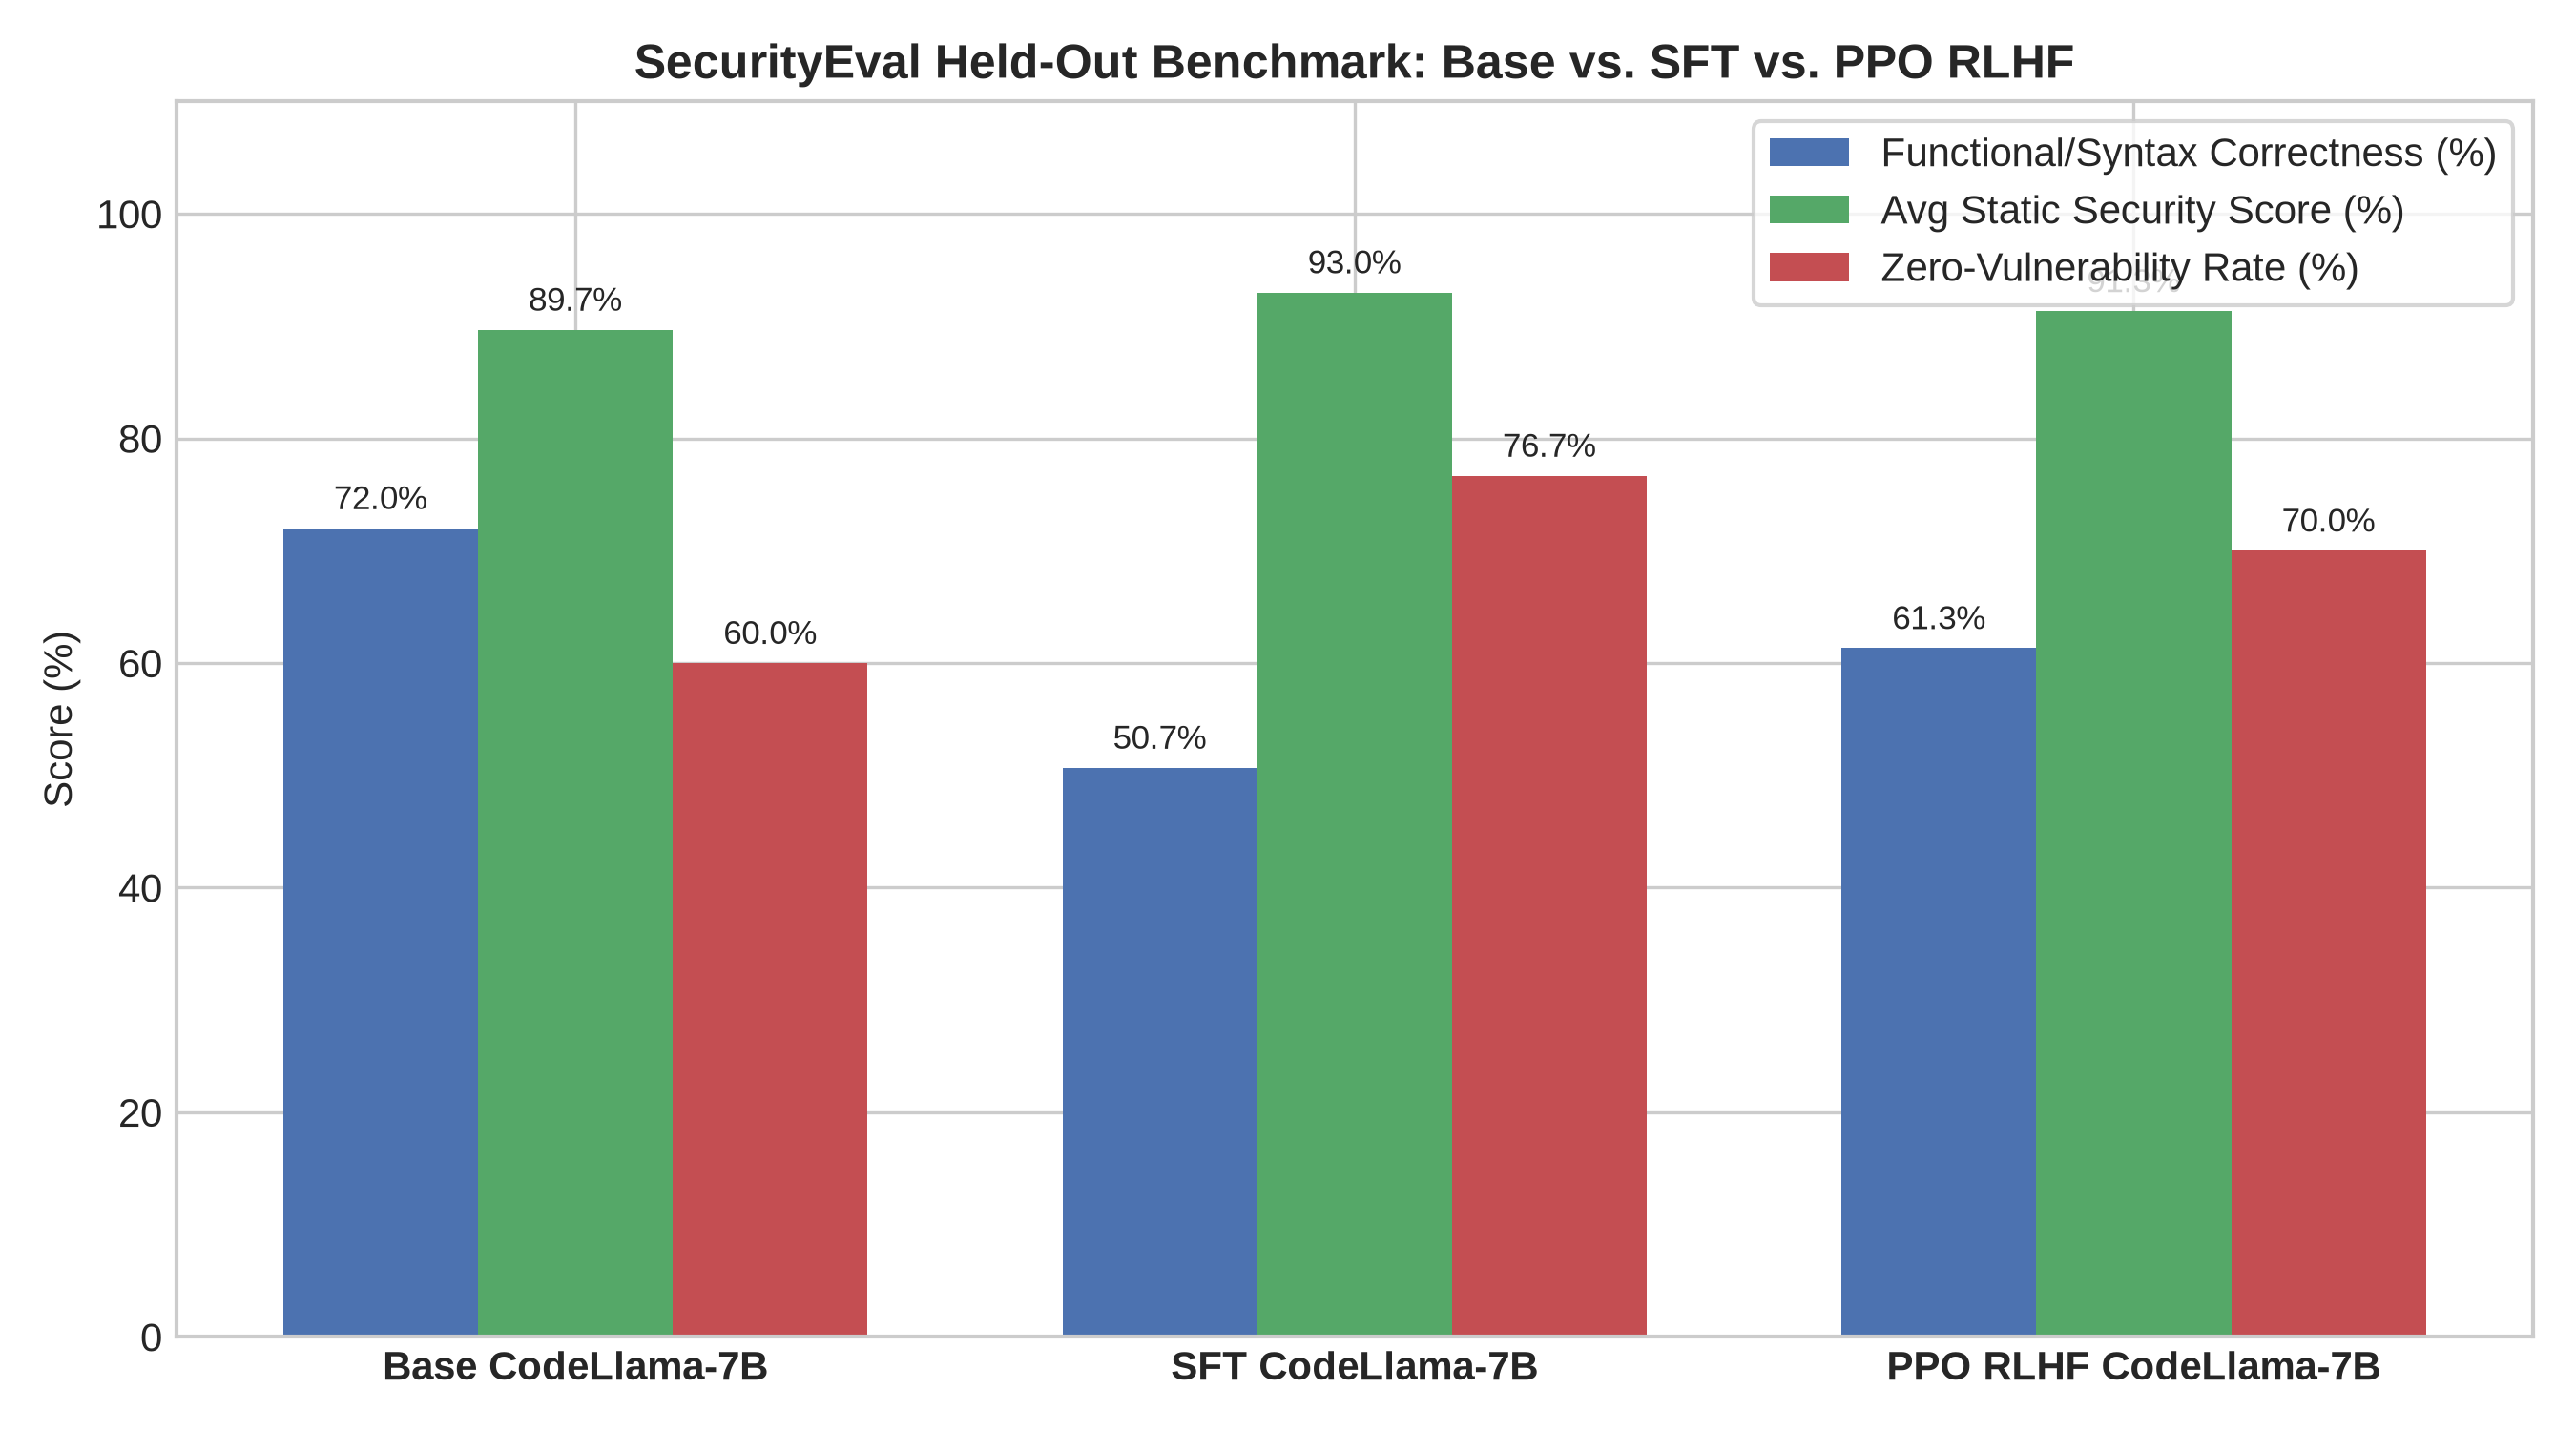 SecurityEval Held-Out Benchmark: Base vs. SFT vs. PPO RLHF
Functional/Syntax Correctness (%)
Avg Static Security Score (%)
Zero-Vulnerability Rate (%)
Score (%)
100
80
60
40
20
0
72.0%
89.7%
60.0%
50.7%
93.0%
76.7%
61.3%
70.0%
Base CodeLlama-7B
SFT CodeLlama-7B
PPO RLHF CodeLlama-7B